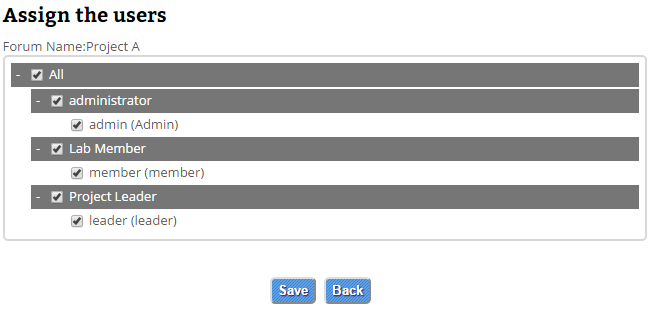 Assign the users
Forum Name:Project A
- All
- administrator
admin (Admin)
- Lab Member
member (member)
- Project Leader
leader (leader)
Save Back